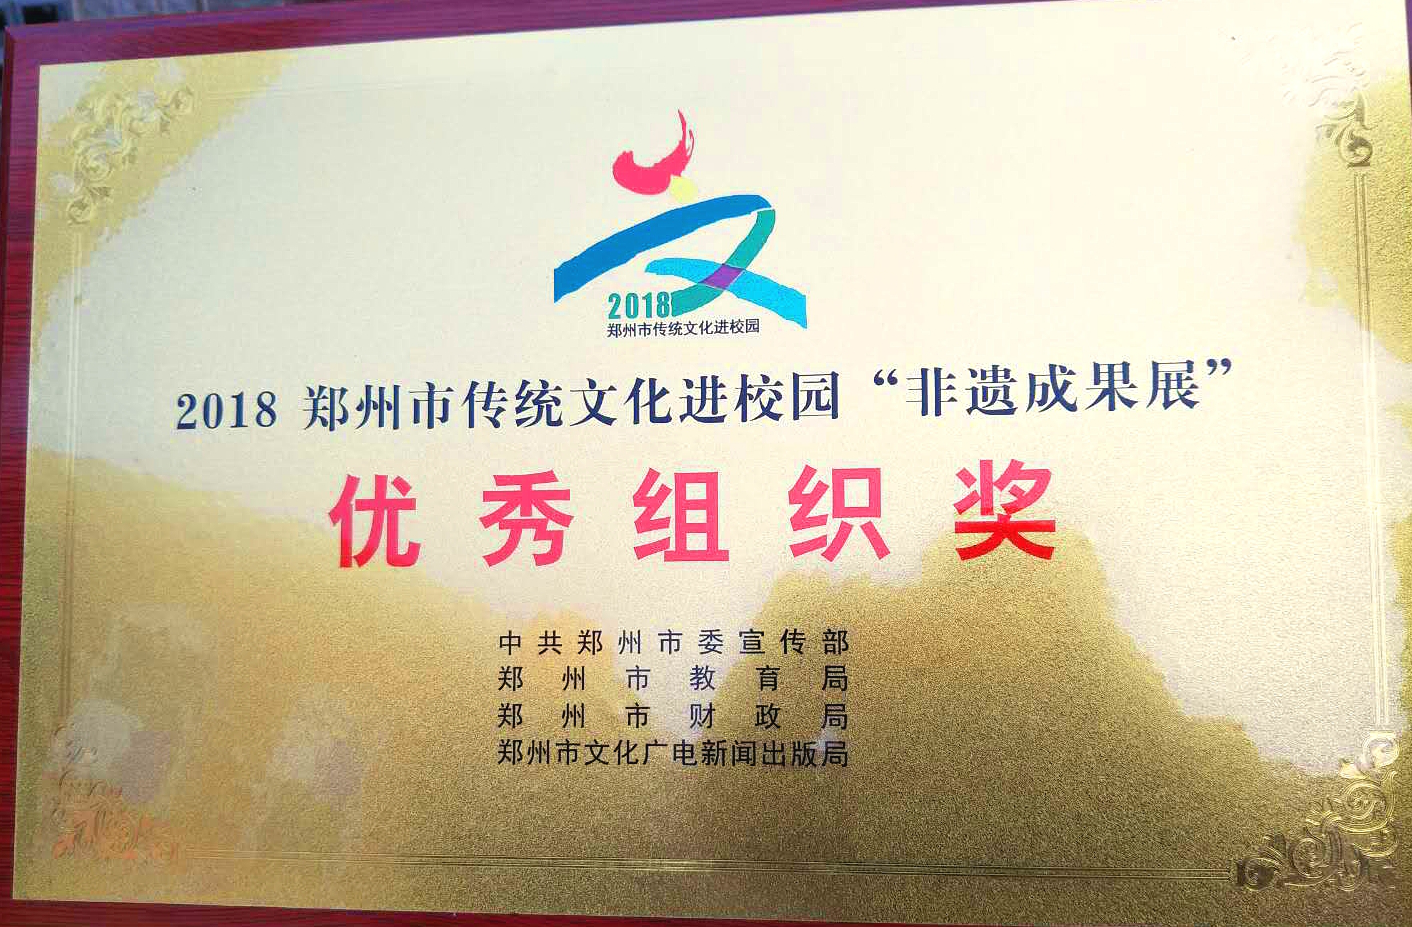 2018
郑州市传统文化进校园
2018 郑州市传统文化进校园“非遗成果展”
优秀组织奖
中共郑州市委宣传部
郑州市教育局
郑州市财政局
郑州市文化广电新闻出版局